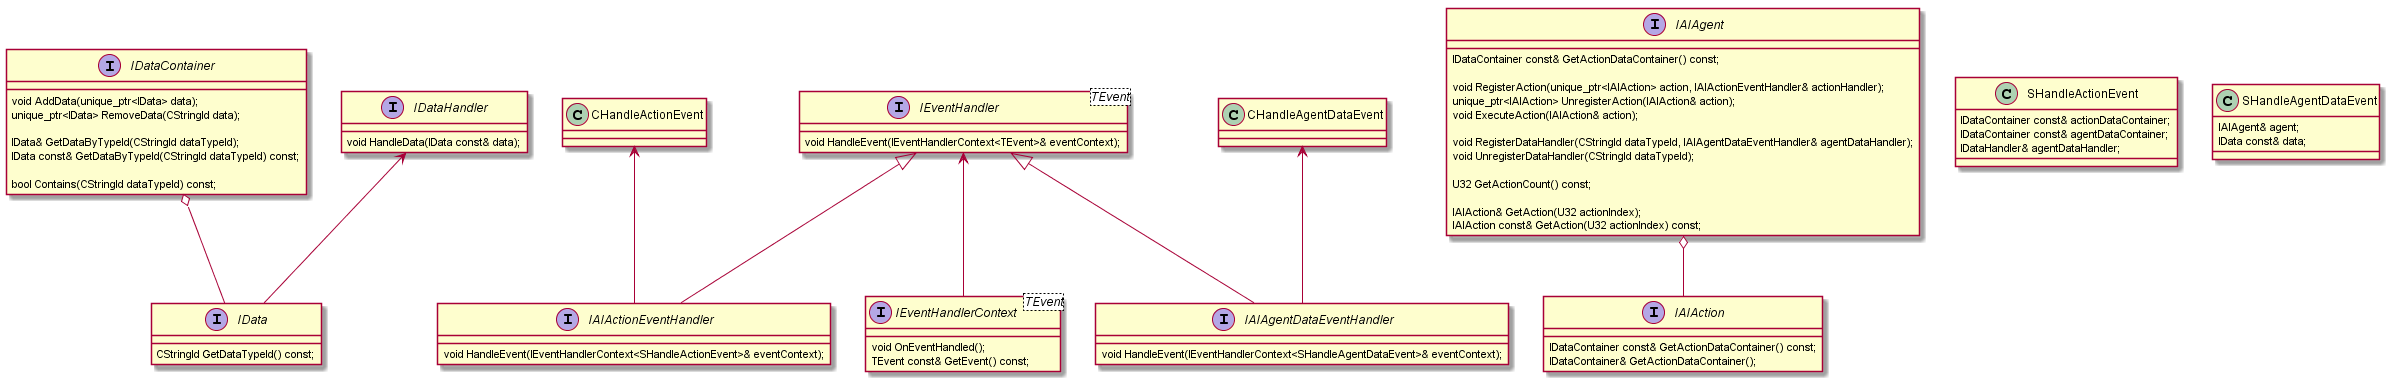 IDataContainer
void AddData(unique_ptr<IData> data);
unique_ptr<IData> RemoveData(CStringId data);
IData& GetDataByTypeId(CStringId dataTypeId);
IData const& GetDataByTypeId(CStringId dataTypeId) const;
bool Contains(CStringId dataTypeId) const;
IDataHandler
void HandleData(IData const& data);
CHandleActionEvent
IEventHandler
TEvent
void HandleEvent(IEventHandlerContext<TEvent>& eventContext);
CHandleAgentDataEvent
IAIAgent
IDataContainer const& GetActionDataContainer() const;
void RegisterAction(unique_ptr<IAIAction> action, IAIActionEventHandler& actionHandler);
unique_ptr<IAIAction> UnregisterAction(IAIAction& action);
void ExecuteAction(IAIAction& action);
void RegisterDataHandler(CStringId dataTypeId, IAIAgentDataEventHandler& agentDataHandler);
void UnregisterDataHandler(CStringId dataTypeId);
U32 GetActionCount() const;
IAIAction& GetAction(U32 actionIndex);
IAIAction const& GetAction(U32 actionIndex) const;
SHandleActionEvent
IDataContainer const& actionDataContainer;
IDataContainer const& agentDataContainer;
IDataHandler& agentDataHandler;
SHandleAgentDataEvent
IAIAgent& agent;
IData const& data;
IData
CStringId GetDataTypeId() const;
IAIActionEventHandler
void HandleEvent(IEventHandlerContext<SHandleActionEvent>& eventContext);
IEventHandlerContext
TEvent
void OnEventHandled();
TEvent const& GetEvent() const;
IAIAgentDataEventHandler
void HandleEvent(IEventHandlerContext<SHandleAgentDataEvent>& eventContext);
IAIAction
IDataContainer const& GetActionDataContainer() const;
IDataContainer& GetActionDataContainer();